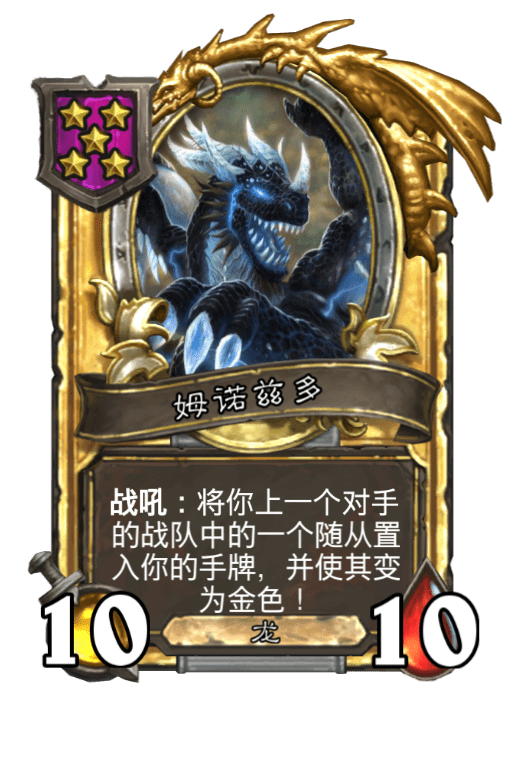 姆诺兹多
战吼：将你上一个对手
的战队中的一个随从置
入你的手牌，并使其变
为金色！
10
龙
10